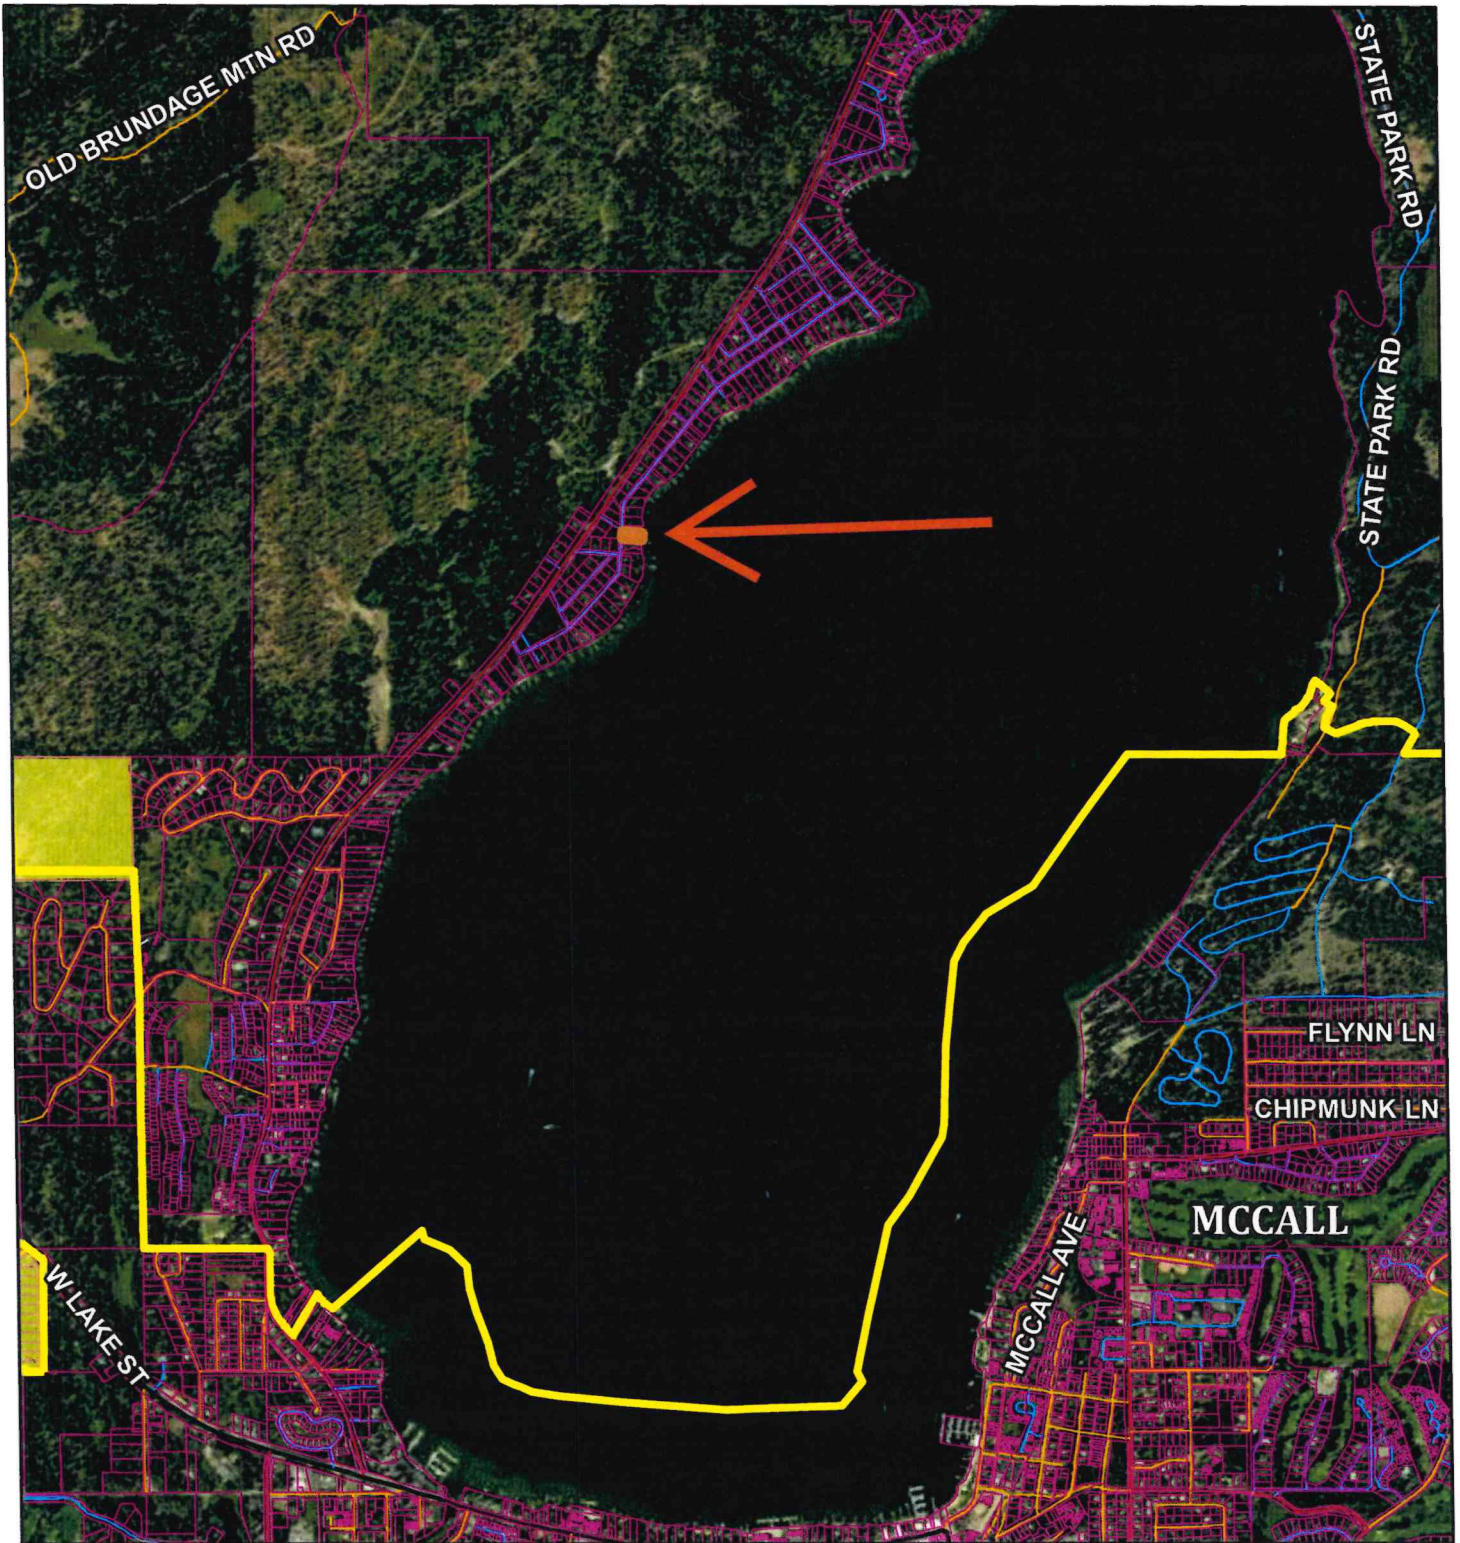 OLD BRUNDAGE MTN RD
STATE PARK RD
STATE PARK RD
FLYNN LN
CHIPMUNK LN
MCCALL
MCCALL AVE
W LAKE ST